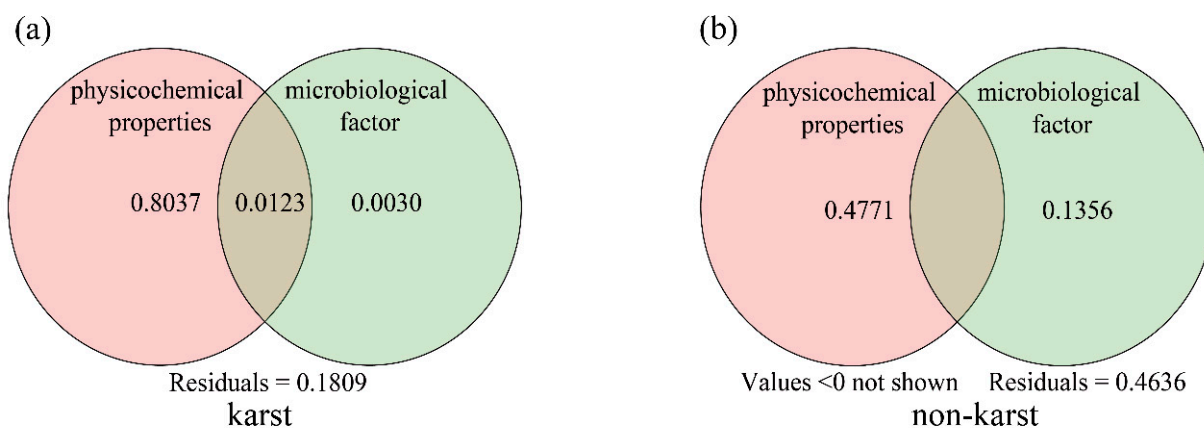 (a)
physicochemical
properties
microbiological
factor
0.8037
0.0123
0.0030
Residuals = 0.1809
karst
(b)
physicochemical
properties
microbiological
factor
0.4771
0.1356
Values <0 not shown
Residuals = 0.4636
non-karst